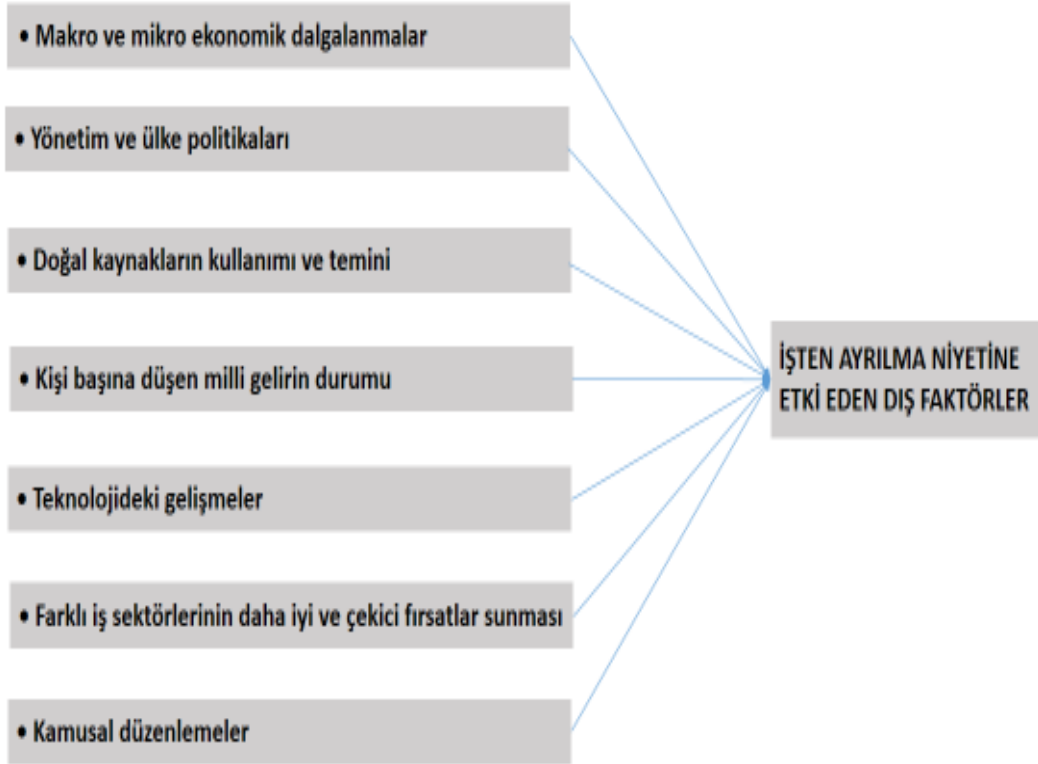 • Makro ve mikro ekonomik dalgalanmalar
• Yönetim ve ülke politikaları
• Doğal kaynakların kullanımı ve temini
• Kişi başına düşen milli gelirin durumu
• Teknolojideki gelişmeler
• Farklı iş sektörlerinin daha iyi ve çekici fırsatlar sunması
• Kamusal düzenlemeler
İŞTEN AYRILMA NİYETİNE
ETKİ EDEN DIŞ FAKTÖRLER